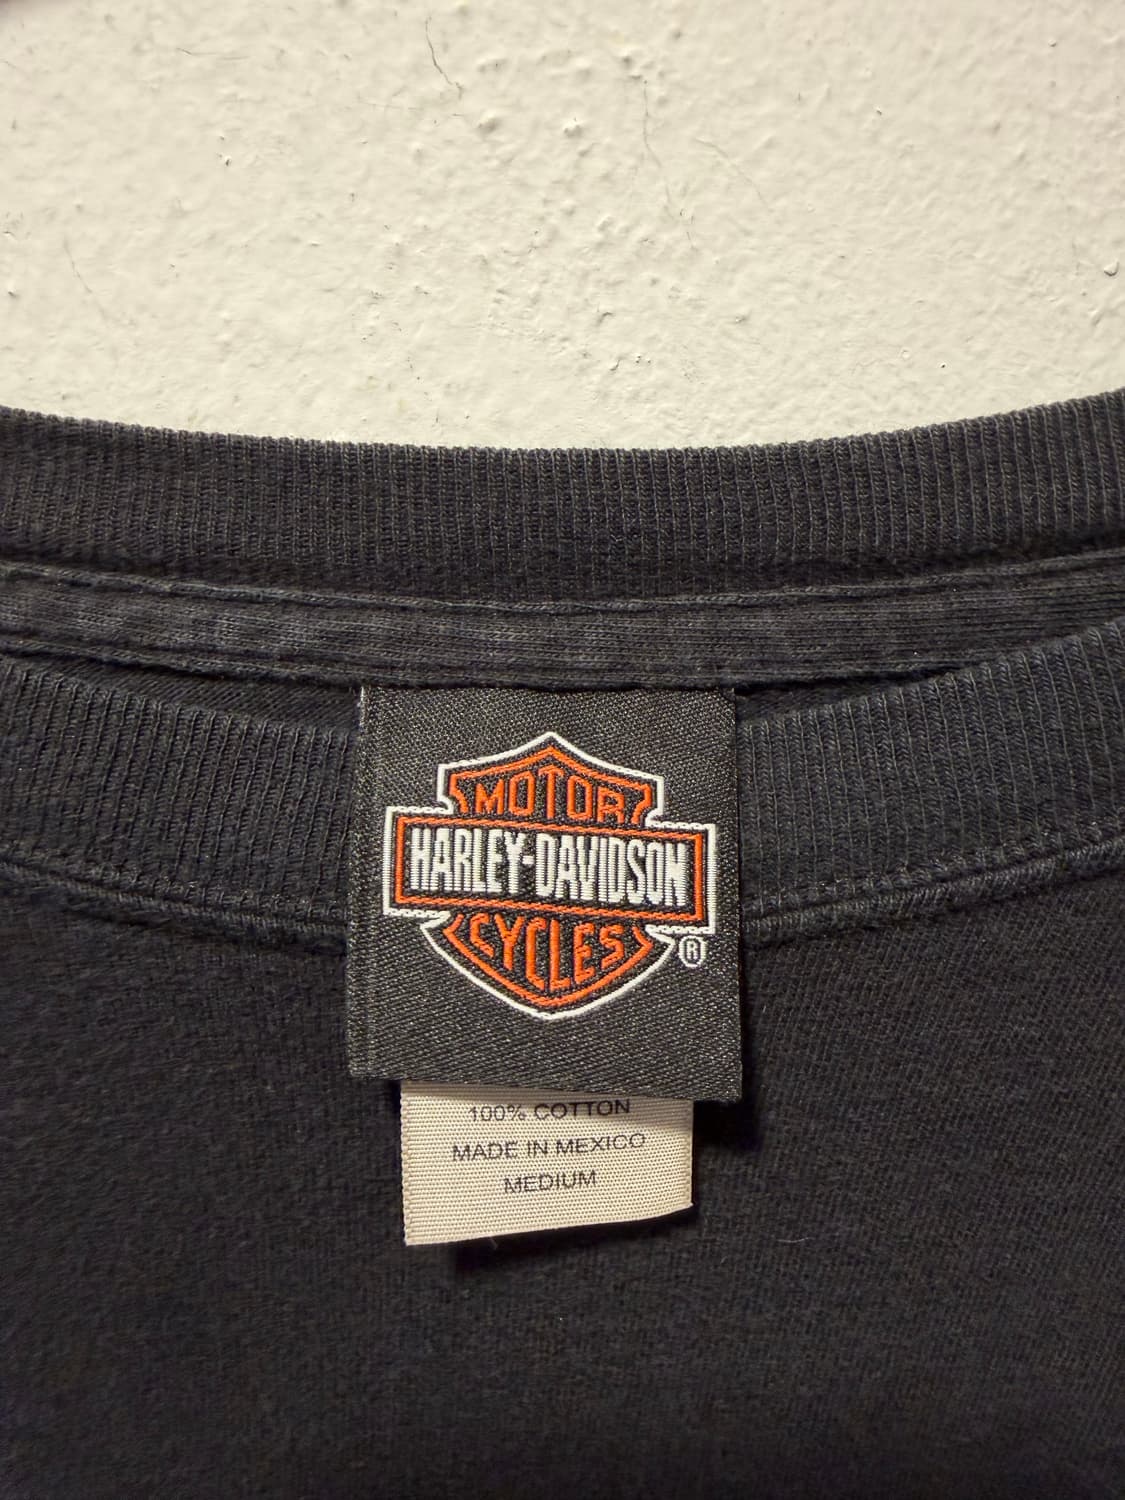 MOTOR
HARLEY-DAVIDSON
CYCLES
®
100% COTTON
MADE IN MEXICO
MEDIUM